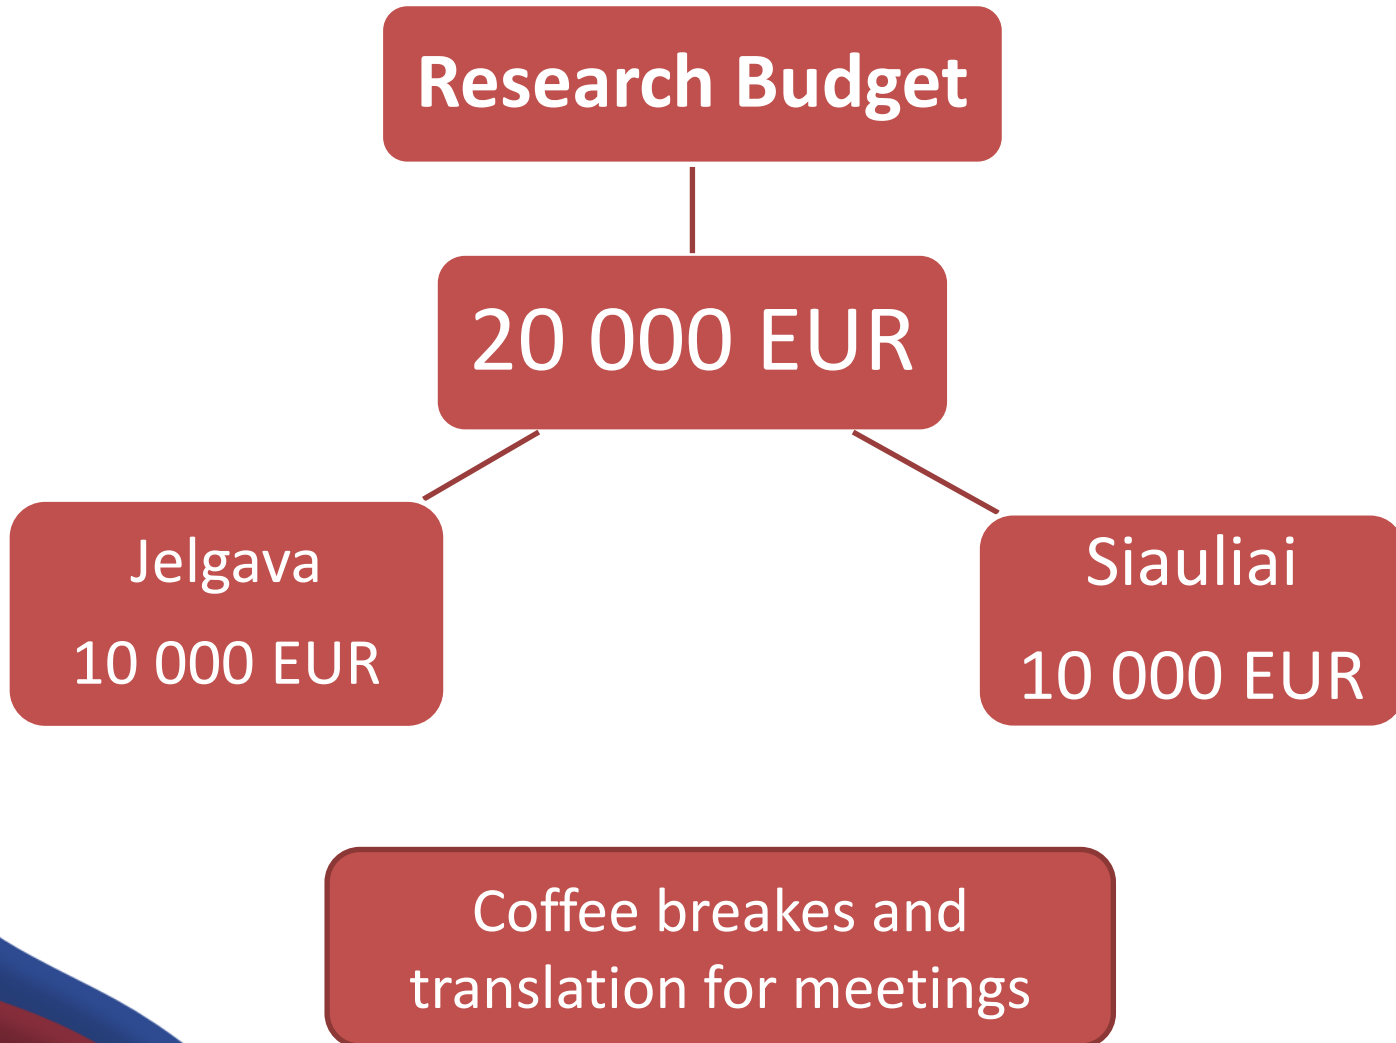 Research Budget
20 000 EUR
Jelgava
10 000 EUR
Siauliai
10 000 EUR
Coffee breakes and
translation for meetings